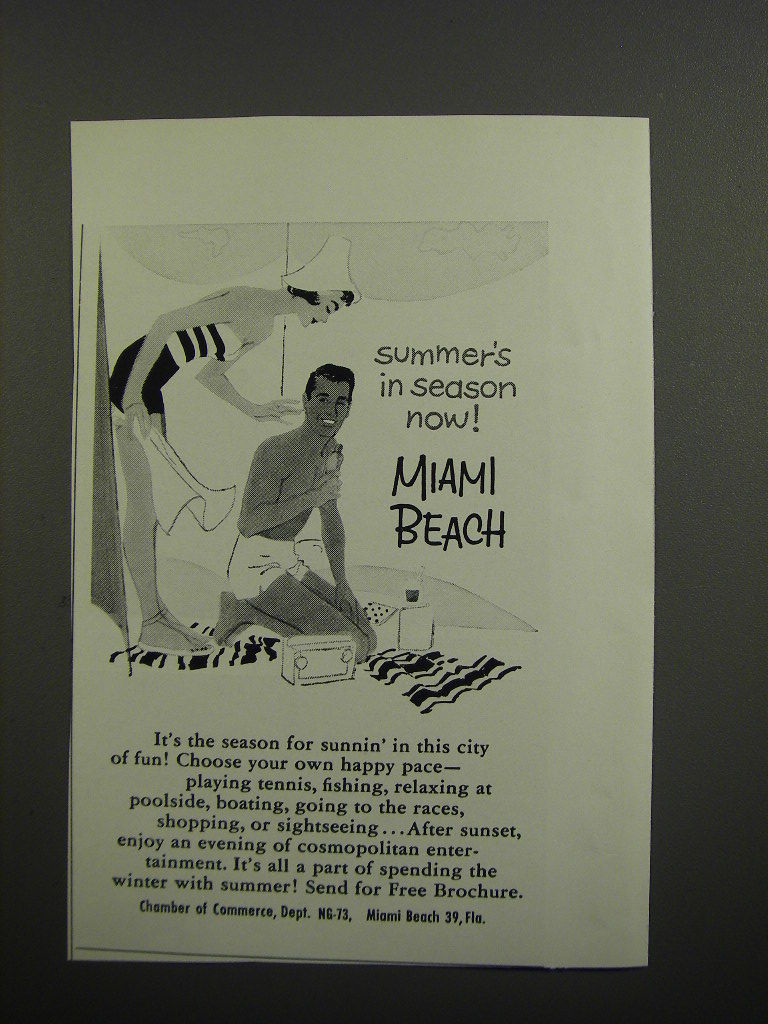 summer's
in season
now!
MIAMI
BEACH
It's the season for sunnin' in this city
of fun! Choose your own happy pace—
playing tennis, fishing, relaxing at
poolside, boating, going to the races,
shopping, or sightseeing...After sunset,
enjoy an evening of cosmopolitan enter-
tainment. It's all a part of spending the
winter with summer! Send for Free Brochure.
Chamber of Commerce, Dept. NG-73, Miami Beach 39, Fla.